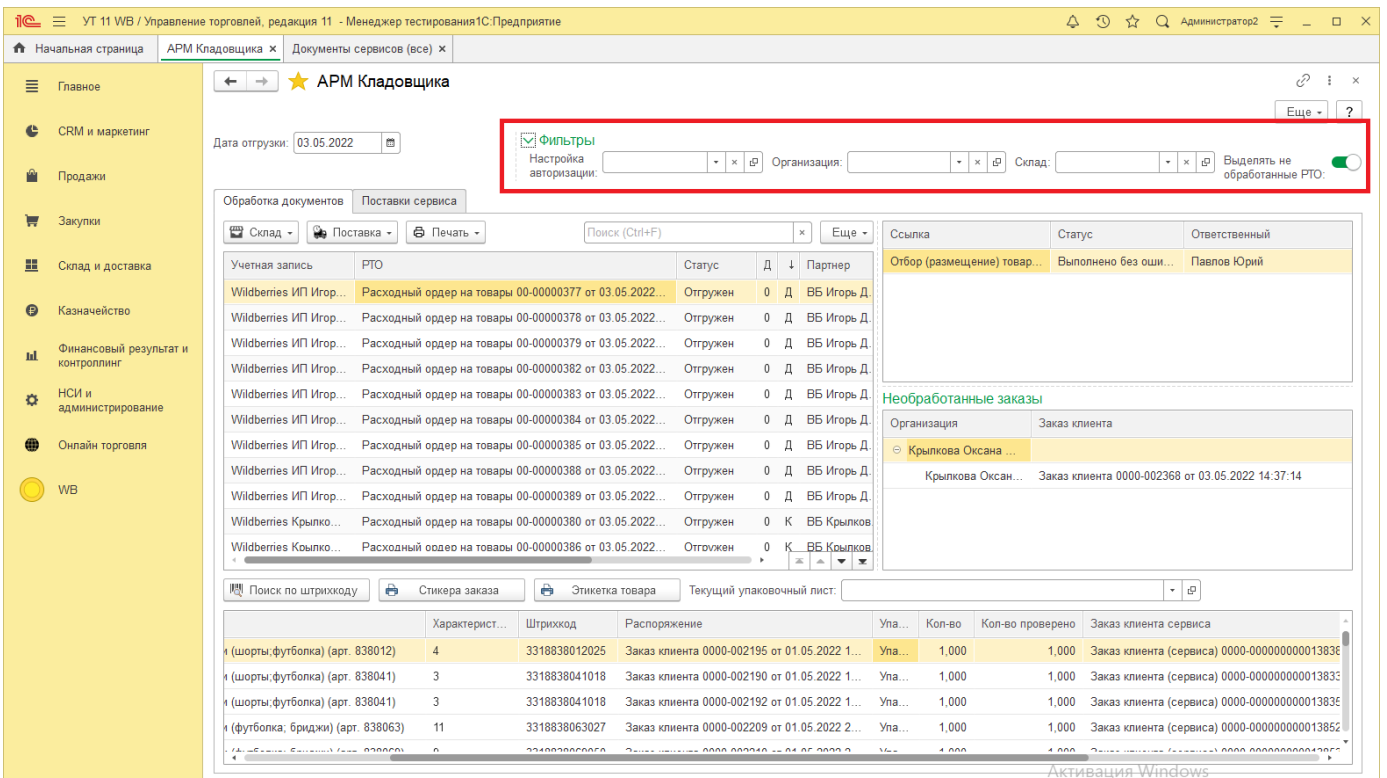 УТ 11 WB / Управление торговлей, редакция 11 - Менеджер тестирования1С:Предприятие
Администратор2
Начальная страница
АРМ Кладовщика ×
Документы сервисов (все) ×
Главное
CRM и маркетинг
Продажи
Закупки
Склад и доставка
Казначейство
Финансовый результат и
контроллинг
НСИ и
администрирование
Онлайн торговля
WB
АРМ Кладовщика
Еще
?
Дата отгрузки: 03.05.2022
Фильтры
Настройка
авторизации:
Организация:
Склад:
Выделять не
обработанные РТО:
Обработка документов
Поставки сервиса
Склад
Поставка
Печать
Поиск (Ctrl+F)
×
Еще
Учетная запись РТО Статус Д ↓ Партнер
Wildberries ИП Игор... Расходный ордер на товары 00-00000377 от 03.05.2022... Отгружен 0 Д ВБ Игорь Д.
Wildberries ИП Игор... Расходный ордер на товары 00-00000378 от 03.05.2022... Отгружен 0 Д ВБ Игорь Д.
Wildberries ИП Игор... Расходный ордер на товары 00-00000379 от 03.05.2022... Отгружен 0 Д ВБ Игорь Д.
Wildberries ИП Игор... Расходный ордер на товары 00-00000382 от 03.05.2022... Отгружен 0 Д ВБ Игорь Д.
Wildberries ИП Игор... Расходный ордер на товары 00-00000383 от 03.05.2022... Отгружен 0 Д ВБ Игорь Д.
Wildberries ИП Игор... Расходный ордер на товары 00-00000384 от 03.05.2022... Отгружен 0 Д ВБ Игорь Д.
Wildberries ИП Игор... Расходный ордер на товары 00-00000385 от 03.05.2022... Отгружен 0 Д ВБ Игорь Д.
Wildberries ИП Игор... Расходный ордер на товары 00-00000388 от 03.05.2022... Отгружен 0 Д ВБ Игорь Д.
Wildberries ИП Игор... Расходный ордер на товары 00-00000389 от 03.05.2022... Отгружен 0 Д ВБ Игорь Д.
Wildberries Крылко... Расходный ордер на товары 00-00000380 от 03.05.2022... Отгружен 0 К ВБ Крылков
Wildberries Крылко... Расходный ордер на товары 00-00000386 от 03.05.2022... Отгружен 0 К ВБ Крылков
Ссылка Статус Ответственный
Отбор (размещение) товар... Выполнено без оши... Павлов Юрий
Необработанные заказы
Организация Заказ клиента
Крылкова Оксана ...
Крылкова Оксан... Заказ клиента 0000-002368 от 03.05.2022 14:37:14
Поиск по штрихкоду
Стикера заказа
Этикетка товара
Текущий упаковочный лист:
Характерист... Штрихкод Распоряжение Упа... Кол-во Кол-во проверено Заказ клиента сервиса
и (шорты;футболка) (арт. 838012) 4 3318838012025 Заказ клиента 0000-002195 от 01.05.2022 1... Упа... 1,000 1,000 Заказ клиента (сервиса) 0000-000000000013838
и (шорты;футболка) (арт. 838041) 3 3318838041018 Заказ клиента 0000-002190 от 01.05.2022 1... Упа... 1,000 1,000 Заказ клиента (сервиса) 0000-000000000013833
и (шорты;футболка) (арт. 838041) 3 3318838041018 Заказ клиента 0000-002192 от 01.05.2022 1... Упа... 1,000 1,000 Заказ клиента (сервиса) 0000-000000000013835
и (футболка; бриджи) (арт. 838063) 11 3318838063027 Заказ клиента 0000-002209 от 01.05.2022 2... Упа... 1,000 1,000 Заказ клиента (сервиса) 0000-000000000013852
Активация Windows